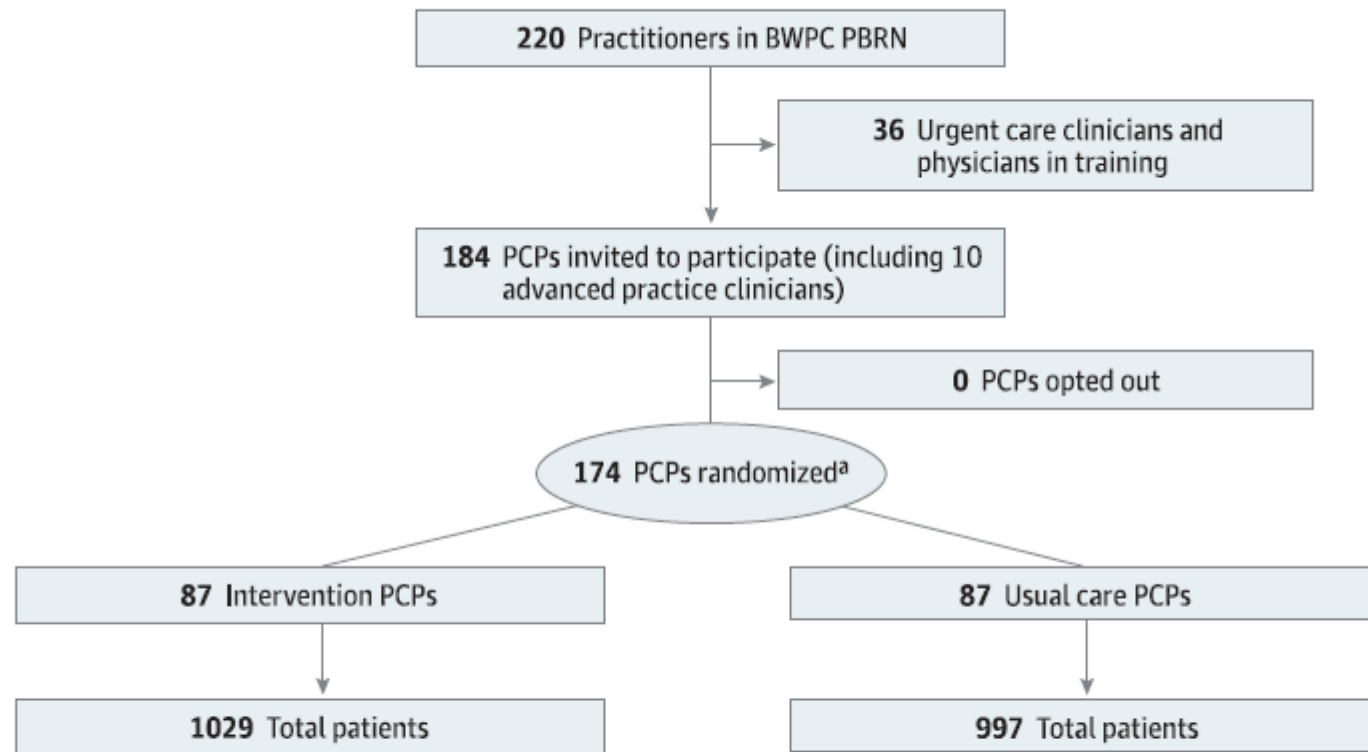 220 Practitioners in BWPC PBRN
36 Urgent care clinicians and
physicians in training
184 PCPs invited to participate (including 10
advanced practice clinicians)
0 PCPs opted out
174 PCPs randomizedᵃ
87 Intervention PCPs
87 Usual care PCPs
1029 Total patients
997 Total patients